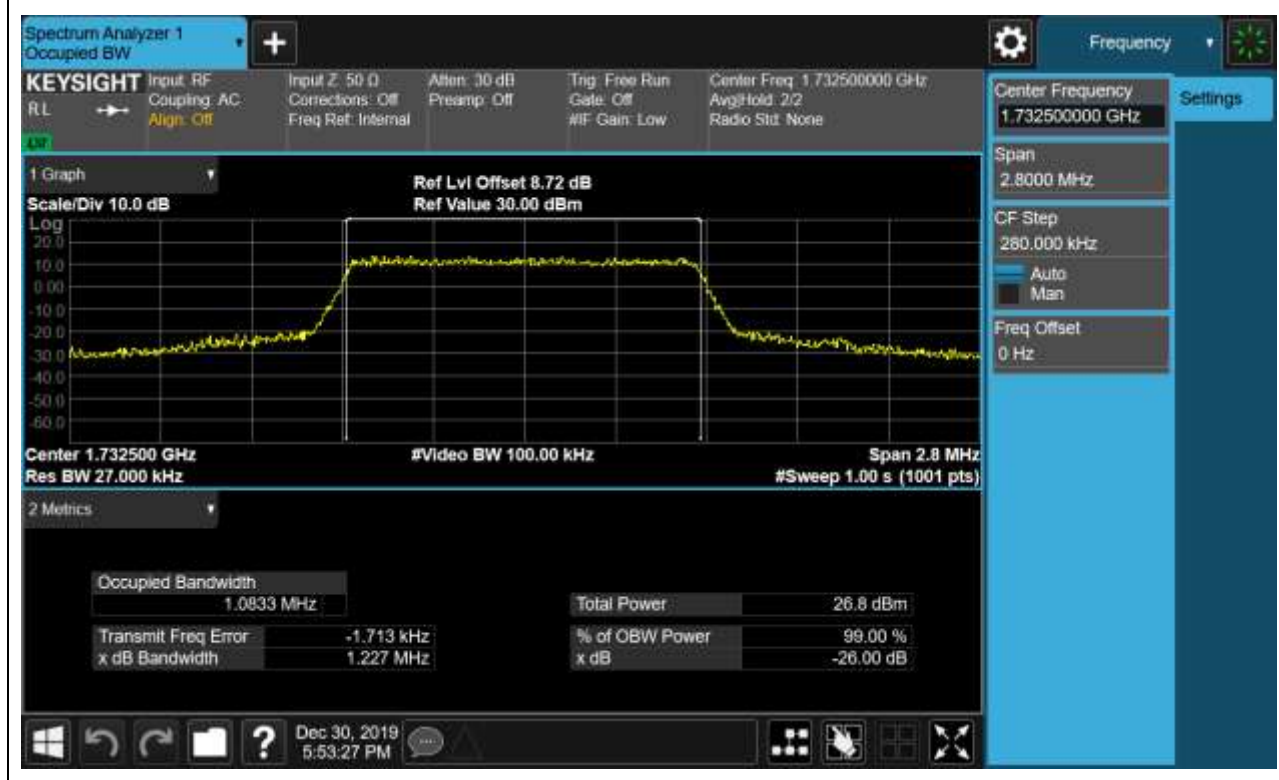 Spectrum Analyzer 1
Occupied BW
Frequency
KEYSIGHT
RL
Input: RF
Coupling: AC
Align: Off
Input Z: 50 Ω
Corrections: Off
Freq Ref: Internal
Atten: 30 dB
Preamp: Off
Trig: Free Run
Gate: Off
#IF Gain: Low
Center Freq: 1.732500000 GHz
Avg|Hold: 2/2
Radio Std: None
Center Frequency
1.732500000 GHz
Settings
Span
2.8000 MHz
CF Step
280.000 kHz
Auto
Man
Freq Offset
0 Hz
1 Graph
Scale/Div 10.0 dB
Ref Lvl Offset 8.72 dB
Ref Value 30.00 dBm
Log
20.0
10.0
0.00
-10.0
-20.0
-30.0
-40.0
-50.0
-60.0
Center 1.732500 GHz
#Video BW 100.00 kHz
Span 2.8 MHz
Res BW 27.000 kHz
#Sweep 1.00 s (1001 pts)
2 Metrics
Occupied Bandwidth
1.0833 MHz
Total Power 26.8 dBm
Transmit Freq Error -1.713 kHz
% of OBW Power 99.00 %
x dB Bandwidth 1.227 MHz
x dB -26.00 dB
?
Dec 30, 2019
5:53:27 PM